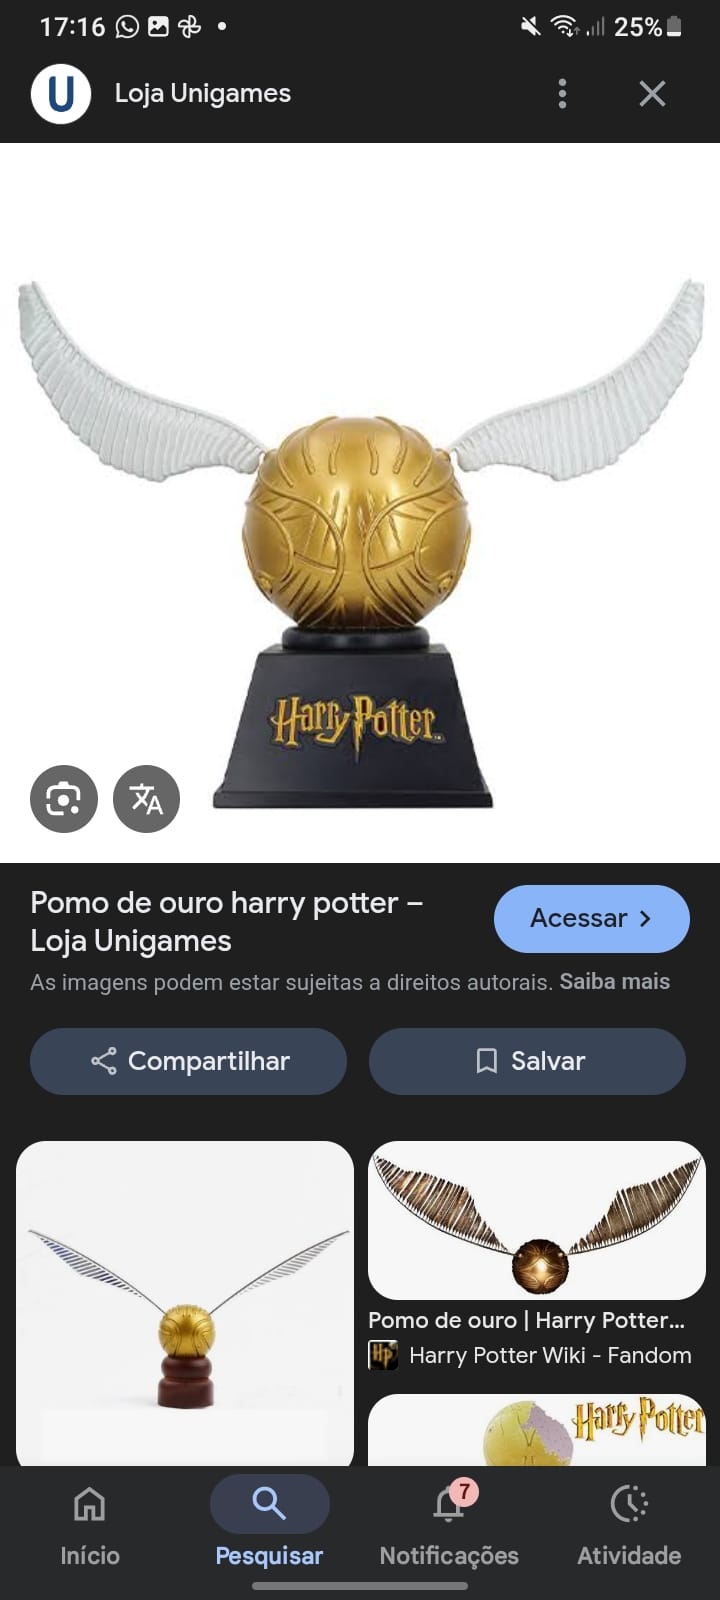 17:16
25%
U Loja Unigames
Harry Potter
Pomo de ouro harry potter –
Loja Unigames
Acessar
As imagens podem estar sujeitas a direitos autorais. Saiba mais
Compartilhar
Salvar
Pomo de ouro | Harry Potter...
HP Harry Potter Wiki - Fandom
Harry Potter
7
Início
Pesquisar
Notificações
Atividade